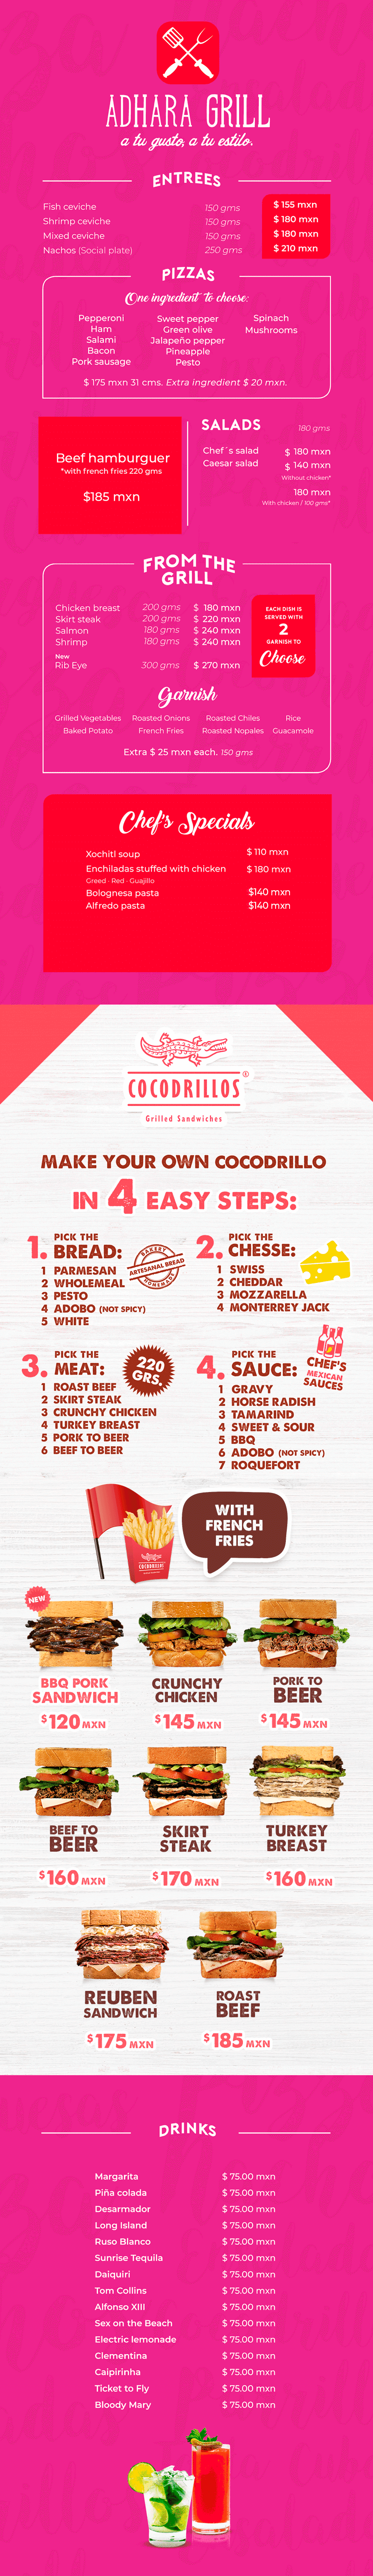 ADHARA GRILL
a tu gusto, a tu estilo.
ENTREES
Fish ceviche 150 gms $ 155 mxn
Shrimp ceviche 150 gms $ 180 mxn
Mixed ceviche 150 gms $ 180 mxn
Nachos (Social plate) 250 gms $ 210 mxn
PIZZAS
One ingredient to choose:
Pepperoni Sweet pepper Spinach
Ham Green olive Mushrooms
Salami Jalapeño pepper
Bacon Pineapple
Pork sausage Pesto
$ 175 mxn 31 cms. Extra ingredient $ 20 mxn.
Beef hamburguer
*with french fries 220 gms
$185 mxn
SALADS 180 gms
Chef´s salad $ 180 mxn
Caesar salad $ 140 mxn
Without chicken*
180 mxn
With chicken / 100 gms*
FROM THE
GRILL
Chicken breast 200 gms $ 180 mxn
Skirt steak 200 gms $ 220 mxn
Salmon 180 gms $ 240 mxn
Shrimp 180 gms $ 240 mxn
New
Rib Eye 300 gms $ 270 mxn
EACH DISH IS
SERVED WITH
2
GARNISH TO
Choose
Garnish
Grilled Vegetables Roasted Onions Roasted Chiles Rice
Baked Potato French Fries Roasted Nopales Guacamole
Extra $ 25 mxn each. 150 gms
Chef's Specials
Xochitl soup $ 110 mxn
Enchiladas stuffed with chicken $ 180 mxn
Greed - Red - Guajillo
Bolognesa pasta $140 mxn
Alfredo pasta $140 mxn
COCODRILLOS®
Grilled Sandwiches
MAKE YOUR OWN COCODRILLO
IN 4 EASY STEPS:
1. PICK THE
BREAD:
BAKERY
ARTESANAL BREAD
HOMEMADE
1 PARMESAN
2 WHOLEMEAL
3 PESTO
4 ADOBO (NOT SPICY)
5 WHITE
2. PICK THE
CHESSE:
1 SWISS
2 CHEDDAR
3 MOZZARELLA
4 MONTERREY JACK
3. PICK THE
MEAT:
220
GRS
1 ROAST BEEF
2 SKIRT STEAK
3 CRUNCHY CHICKEN
4 TURKEY BREAST
5 PORK TO BEER
6 BEEF TO BEER
4. PICK THE
SAUCE:
CHEF'S
MEXICAN
SAUCES
1 GRAVY
2 HORSE RADISH
3 TAMARIND
4 SWEET & SOUR
5 BBQ
6 ADOBO (NOT SPICY)
7 ROQUEFORT
COCODRILLOS
WITH
FRENCH
FRIES
NEW
BBQ PORK
SANDWICH
$120 MXN
CRUNCHY
CHICKEN
$145 MXN
PORK TO
BEER
$145 MXN
BEEF TO
BEER
$160 MXN
SKIRT
STEAK
$170 MXN
TURKEY
BREAST
$160 MXN
REUBEN
SANDWICH
$175 MXN
ROAST
BEEF
$185 MXN
DRINKS
Margarita $ 75.00 mxn
Piña colada $ 75.00 mxn
Desarmador $ 75.00 mxn
Long Island $ 75.00 mxn
Ruso Blanco $ 75.00 mxn
Sunrise Tequila $ 75.00 mxn
Daiquiri $ 75.00 mxn
Tom Collins $ 75.00 mxn
Alfonso XIII $ 75.00 mxn
Sex on the Beach $ 75.00 mxn
Electric lemonade $ 75.00 mxn
Clementina $ 75.00 mxn
Caipirinha $ 75.00 mxn
Ticket to Fly $ 75.00 mxn
Bloody Mary $ 75.00 mxn